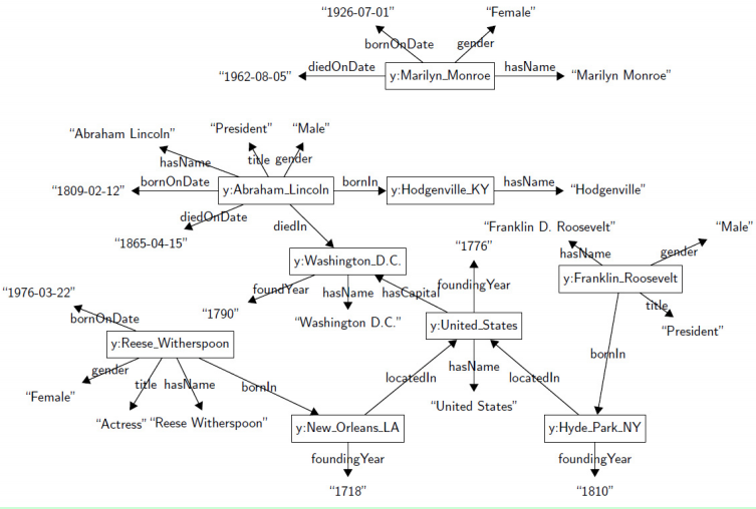 “1926-07-01” “Female”
bornOnDate gender
“1962-08-05” diedOnDate y:Marilyn_Monroe hasName “Marilyn Monroe”
“Abraham Lincoln” “President” “Male”
hasName title gender
“1809-02-12” bornOnDate y:Abraham_Lincoln bornIn y:Hodgenville_KY hasName “Hodgenville”
diedOnDate
“1865-04-15” diedIn
“Franklin D. Roosevelt” “Male”
“1776” hasName gender
y:Washington_D.C. y:Franklin_Roosevelt
“1976-03-22” foundYear hasName hasCapital foundingYear
title
bornOnDate “1790” “Washington D.C.” y:United_States “President”
y:Reese_Witherspoon bornIn
gender title hasName bornIn locatedIn hasName locatedIn
“Female” “United States”
“Actress” “Reese Witherspoon” y:New_Orleans_LA y:Hyde_Park_NY
foundingYear foundingYear
“1718” “1810”